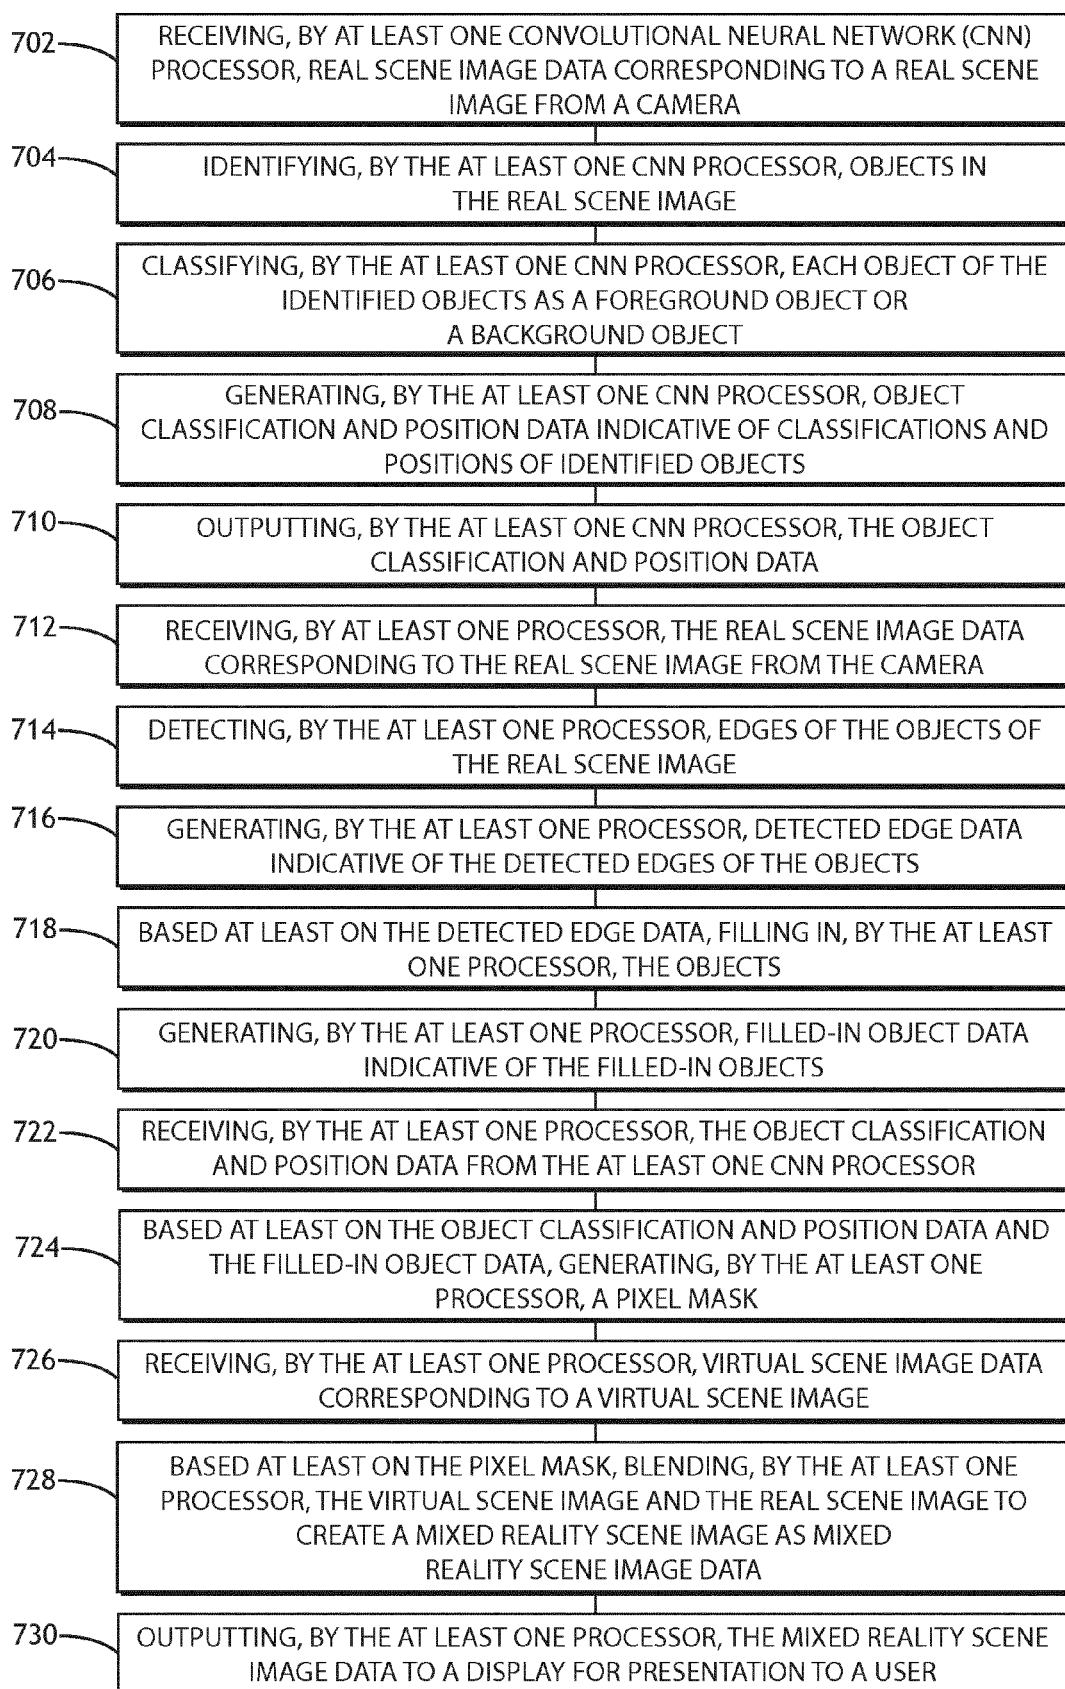 702
RECEIVING, BY AT LEAST ONE CONVOLUTIONAL NEURAL NETWORK (CNN)
PROCESSOR, REAL SCENE IMAGE DATA CORRESPONDING TO A REAL SCENE
IMAGE FROM A CAMERA
704
IDENTIFYING, BY THE AT LEAST ONE CNN PROCESSOR, OBJECTS IN
THE REAL SCENE IMAGE
706
CLASSIFYING, BY THE AT LEAST ONE CNN PROCESSOR, EACH OBJECT OF THE
IDENTIFIED OBJECTS AS A FOREGROUND OBJECT OR
A BACKGROUND OBJECT
708
GENERATING, BY THE AT LEAST ONE CNN PROCESSOR, OBJECT
CLASSIFICATION AND POSITION DATA INDICATIVE OF CLASSIFICATIONS AND
POSITIONS OF IDENTIFIED OBJECTS
710
OUTPUTTING, BY THE AT LEAST ONE CNN PROCESSOR, THE OBJECT
CLASSIFICATION AND POSITION DATA
712
RECEIVING, BY AT LEAST ONE PROCESSOR, THE REAL SCENE IMAGE DATA
CORRESPONDING TO THE REAL SCENE IMAGE FROM THE CAMERA
714
DETECTING, BY THE AT LEAST ONE PROCESSOR, EDGES OF THE OBJECTS OF
THE REAL SCENE IMAGE
716
GENERATING, BY THE AT LEAST ONE PROCESSOR, DETECTED EDGE DATA
INDICATIVE OF THE DETECTED EDGES OF THE OBJECTS
718
BASED AT LEAST ON THE DETECTED EDGE DATA, FILLING IN, BY THE AT LEAST
ONE PROCESSOR, THE OBJECTS
720
GENERATING, BY THE AT LEAST ONE PROCESSOR, FILLED-IN OBJECT DATA
INDICATIVE OF THE FILLED-IN OBJECTS
722
RECEIVING, BY THE AT LEAST ONE PROCESSOR, THE OBJECT CLASSIFICATION
AND POSITION DATA FROM THE AT LEAST ONE CNN PROCESSOR
724
BASED AT LEAST ON THE OBJECT CLASSIFICATION AND POSITION DATA AND
THE FILLED-IN OBJECT DATA, GENERATING, BY THE AT LEAST ONE
PROCESSOR, A PIXEL MASK
726
RECEIVING, BY THE AT LEAST ONE PROCESSOR, VIRTUAL SCENE IMAGE DATA
CORRESPONDING TO A VIRTUAL SCENE IMAGE
728
BASED AT LEAST ON THE PIXEL MASK, BLENDING, BY THE AT LEAST ONE
PROCESSOR, THE VIRTUAL SCENE IMAGE AND THE REAL SCENE IMAGE TO
CREATE A MIXED REALITY SCENE IMAGE AS MIXED
REALITY SCENE IMAGE DATA
730
OUTPUTTING, BY THE AT LEAST ONE PROCESSOR, THE MIXED REALITY SCENE
IMAGE DATA TO A DISPLAY FOR PRESENTATION TO A USER